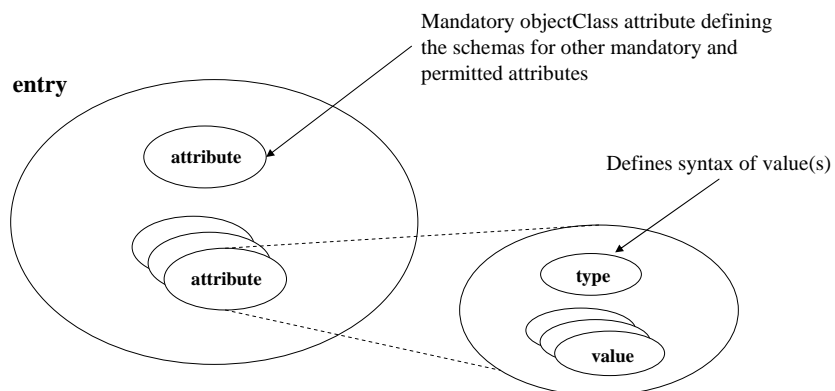 Mandatory objectClass attribute defining
the schemas for other mandatory and
permitted attributes
entry
attribute
Defines syntax of value(s)
attribute
type
value